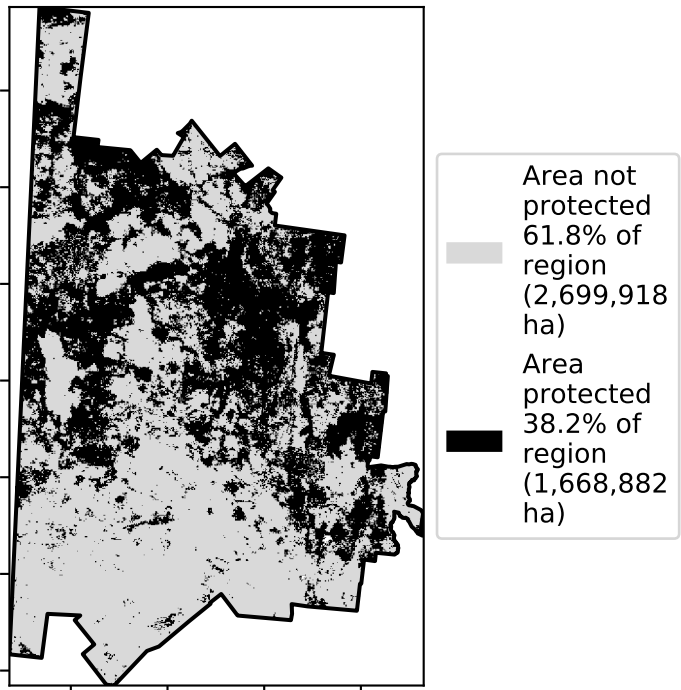 Area not
protected
61.8% of
region
(2,699,918
ha)
Area
protected
38.2% of
region
(1,668,882
ha)